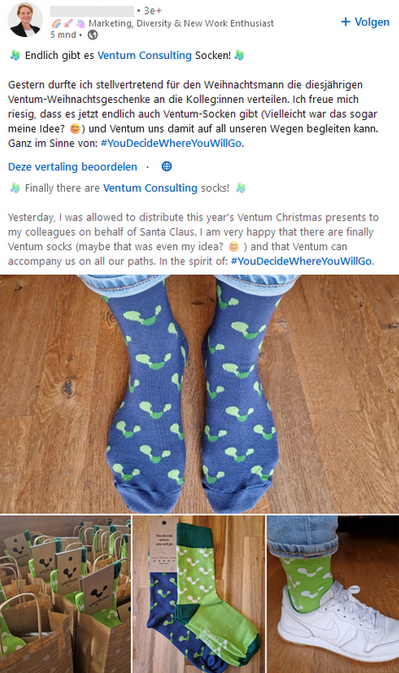 • 3e+
Marketing, Diversity & New Work Enthusiast
5 mnd •
+ Volgen
Endlich gibt es Ventum Consulting Socken!
Gestern durfte ich stellvertretend für den Weihnachtsmann die diesjährigen
Ventum-Weihnachtsgeschenke an die Kolleg:innen verteilen. Ich freue mich
riesig, dass es jetzt endlich auch Ventum-Socken gibt (Vielleicht war das sogar
meine Idee? 😊) und Ventum uns damit auf all unseren Wegen begleiten kann.
Ganz im Sinne von: #YouDecideWhereYouWillGo.
Deze vertaling beoordelen •
Finally there are Ventum Consulting socks!
Yesterday, I was allowed to distribute this year's Ventum Christmas presents to
my colleagues on behalf of Santa Claus. I am very happy that there are finally
Ventum socks (maybe that was even my idea? 😊 ) and that Ventum can
accompany us on all our paths. In the spirit of: #YouDecideWhereYouWillGo.
You decide
where
you will go